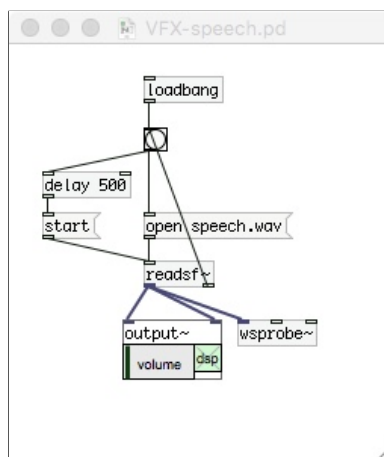 VFX-speech.pd
loadbang
delay 500
start
open speech.wav
readsf~
output~
wsprobe~
volume
dsp